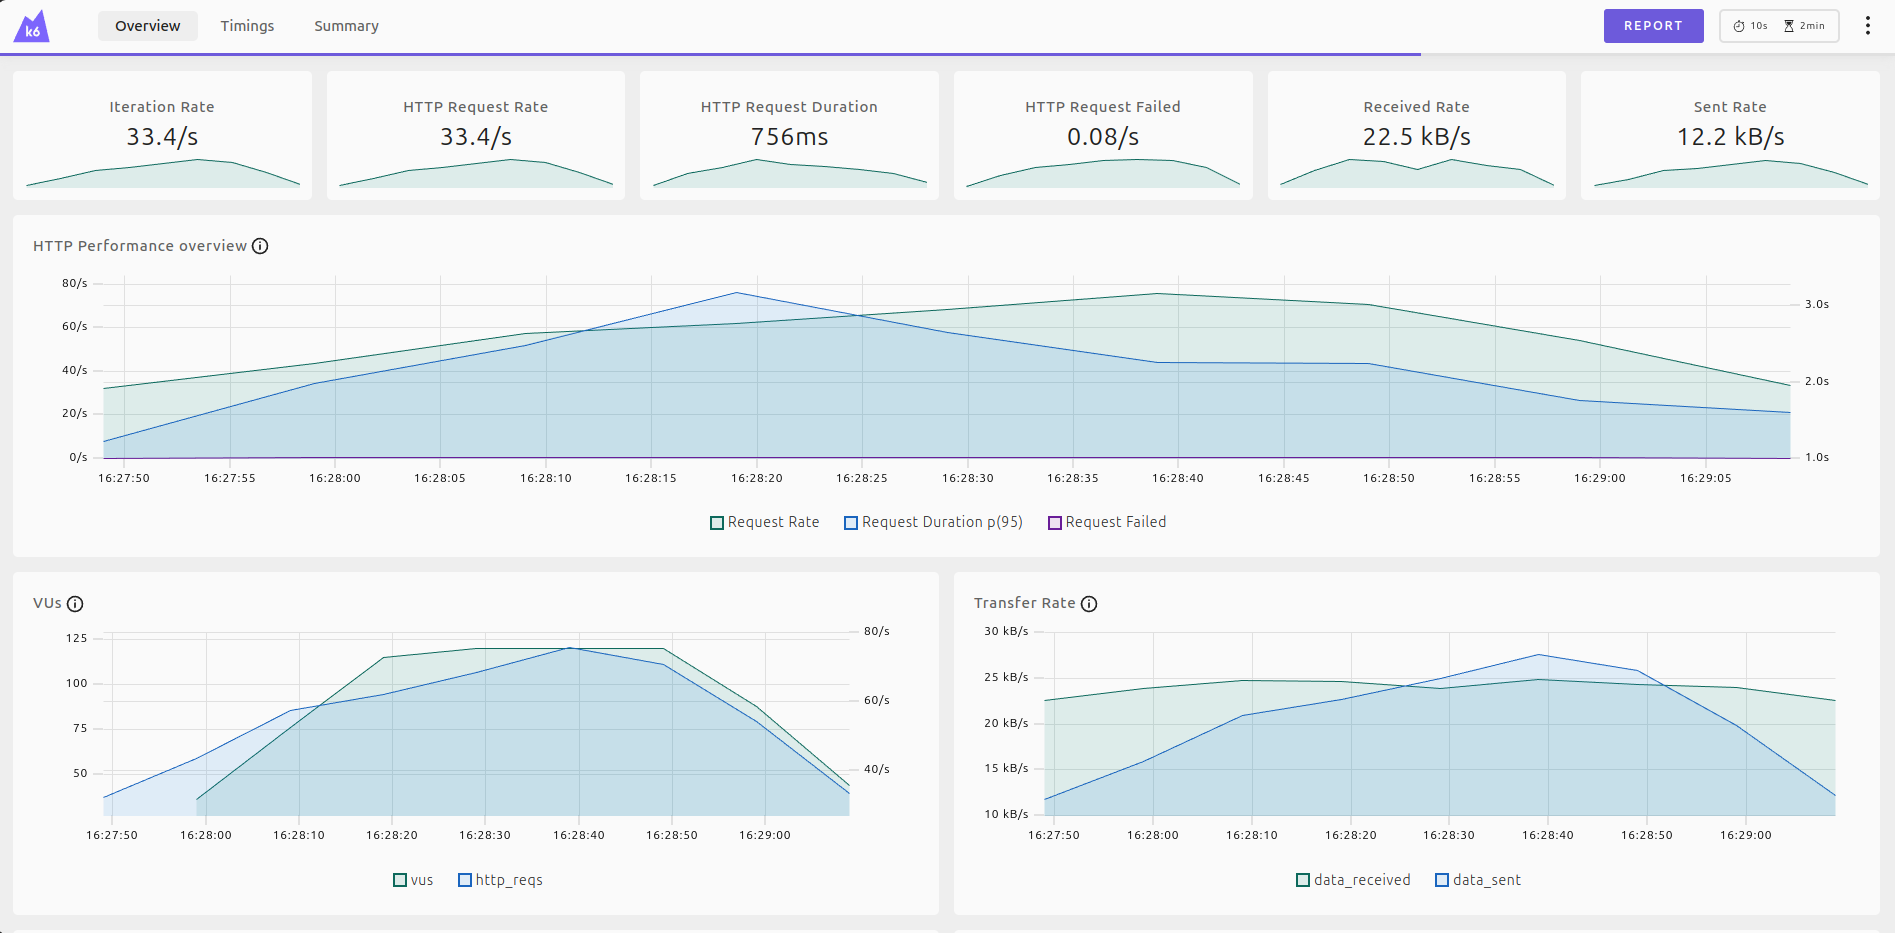 k6
Overview Timings Summary
REPORT
10s 2min
Iteration Rate
33.4/s
HTTP Request Rate
33.4/s
HTTP Request Duration
756ms
HTTP Request Failed
0.08/s
Received Rate
22.5 kB/s
Sent Rate
12.2 kB/s
HTTP Performance overview
80/s
60/s
40/s
20/s
0/s
3.0s
2.0s
1.0s
16:27:50 16:27:55 16:28:00 16:28:05 16:28:10 16:28:15 16:28:20 16:28:25 16:28:30 16:28:35 16:28:40 16:28:45 16:28:50 16:28:55 16:29:00 16:29:05
Request Rate Request Duration p(95) Request Failed
VUs
125
100
75
50
80/s
60/s
40/s
16:27:50 16:28:00 16:28:10 16:28:20 16:28:30 16:28:40 16:28:50 16:29:00
vus http_reqs
Transfer Rate
30 kB/s
25 kB/s
20 kB/s
15 kB/s
10 kB/s
16:27:50 16:28:00 16:28:10 16:28:20 16:28:30 16:28:40 16:28:50 16:29:00
data_received data_sent